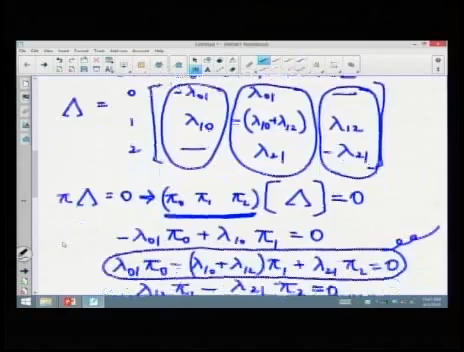 0 -λ₀₁ λ₀₁ —
Λ = 1 λ₁₀ -(λ₁₀+λ₁₂) λ₁₂
2 — λ₂₁ -λ₂₁
πΛ = 0 → (π₀ π₁ π₂) [Λ] = 0
-λ₀₁ π₀ + λ₁₀ π₁ = 0
λ₀₁ π₀ - (λ₁₀+λ₁₂) π₁ + λ₂₁ π₂ = 0
λ₁₂ π₁ - λ₂₁ π₂ = 0